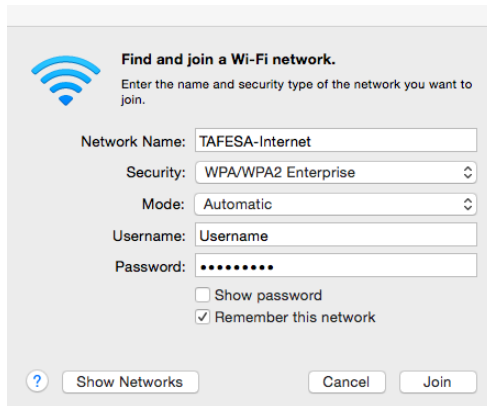 Find and join a Wi-Fi network.
Enter the name and security type of the network you want to
join.
Network Name: TAFESA-Internet
Security: WPA/WPA2 Enterprise
Mode: Automatic
Username: Username
Password: •••••••••
Show password
Remember this network
? Show Networks Cancel Join